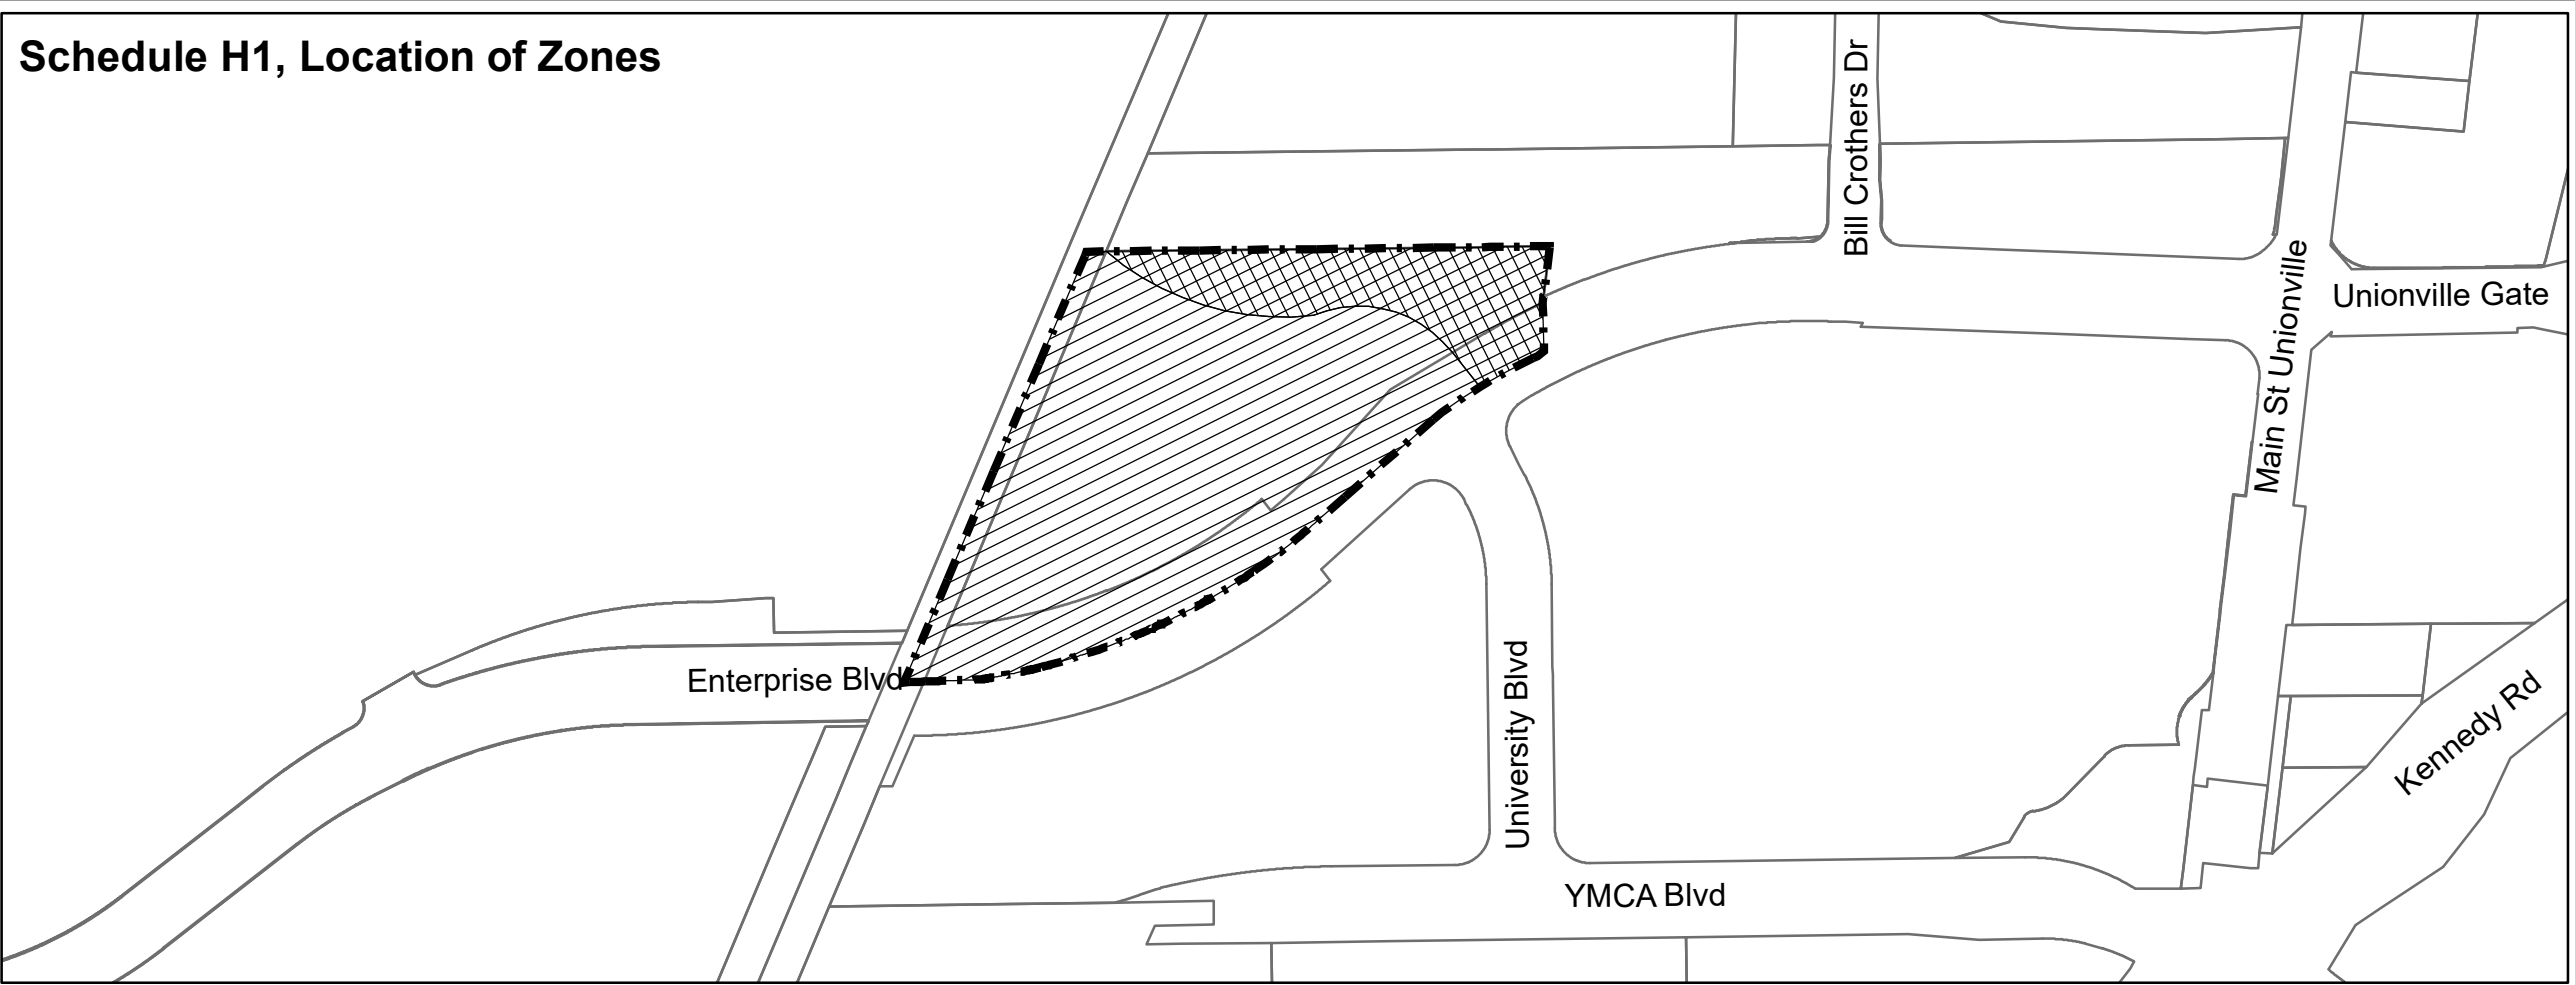 Schedule H1, Location of Zones
Bill Crothers Dr
Unionville Gate
Main St Unionville
Enterprise Blvd
University Blvd
Kennedy Rd
YMCA Blvd